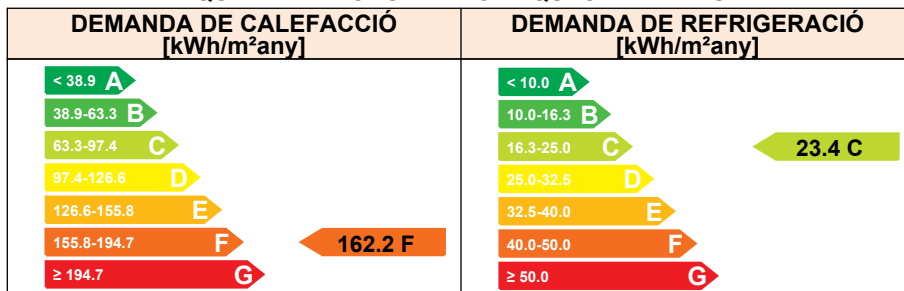 DEMANDA DE CALEFACCIÓ
[kWh/m²any]
< 38.9 A
38.9-63.3 B
63.3-97.4 C
97.4-126.6 D
126.6-155.8 E
155.8-194.7 F
162.2 F
≥ 194.7 G
DEMANDA DE REFRIGERACIÓ
[kWh/m²any]
< 10.0 A
10.0-16.3 B
16.3-25.0 C
23.4 C
25.0-32.5 D
32.5-40.0 E
40.0-50.0 F
≥ 50.0 G